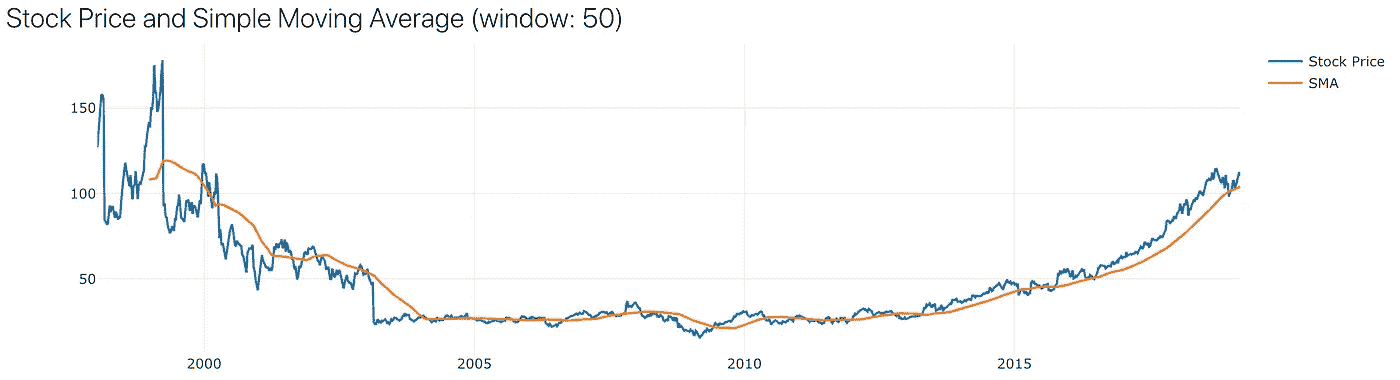 Stock Price and Simple Moving Average (window: 50)
Stock Price
SMA
150
100
50
2000 2005 2010 2015